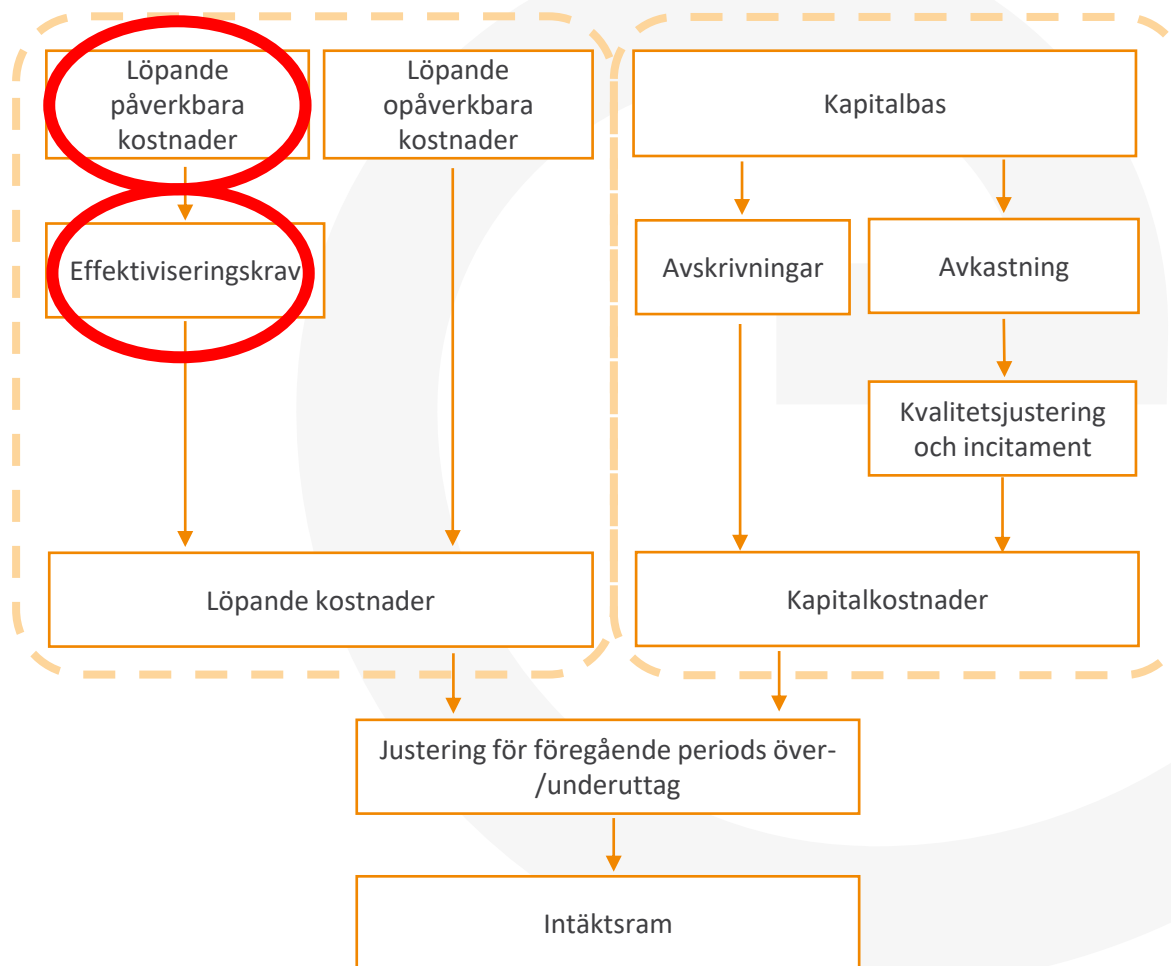 Löpande
påverkbara
kostnader
Löpande
opåverkbara
kostnader
Kapitalbas
Effektiviseringskrav
Avskrivningar
Avkastning
Kvalitetsjustering
och incitament
Löpande kostnader
Kapitalkostnader
Justering för föregående periods över-
/underuttag
Intäktsram